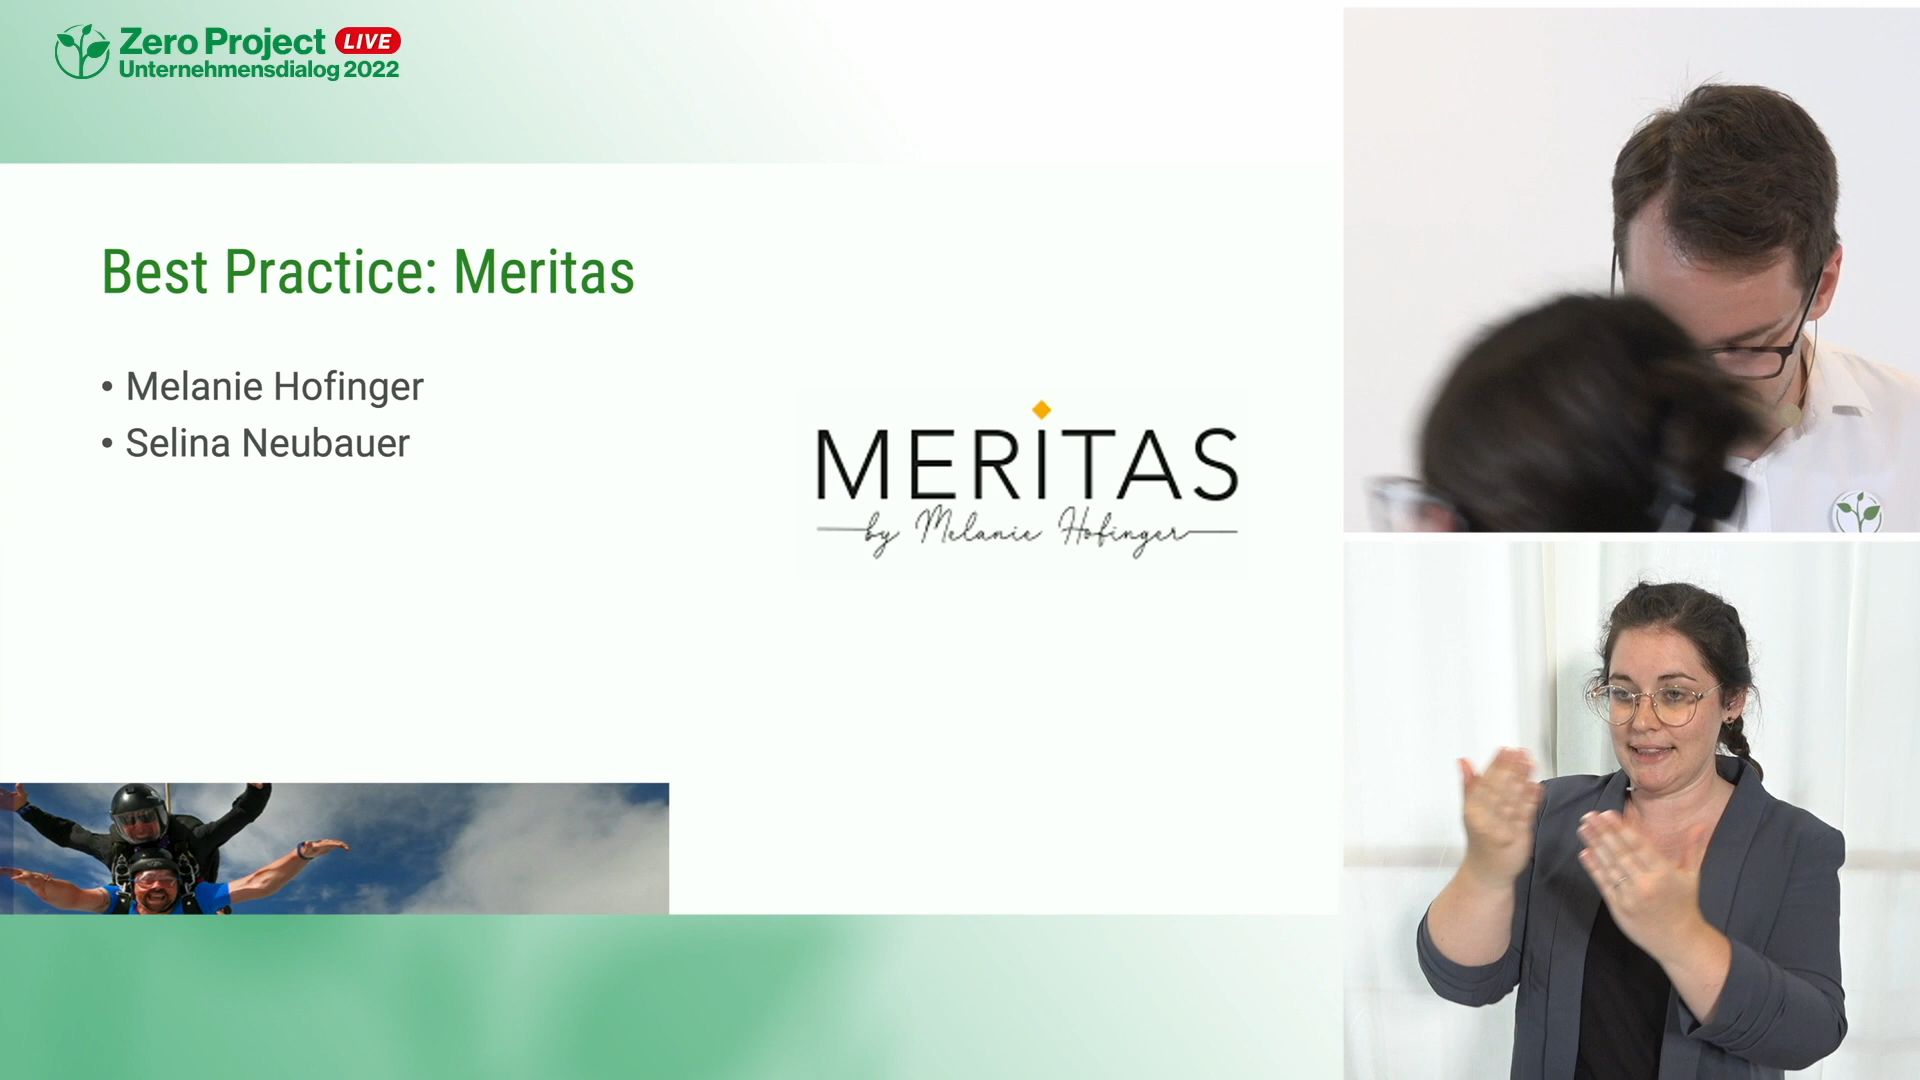 Zero Project LIVE
Unternehmensdialog 2022
Best Practice: Meritas
• Melanie Hofinger
• Selina Neubauer
MERITAS
by Melanie Hofinger